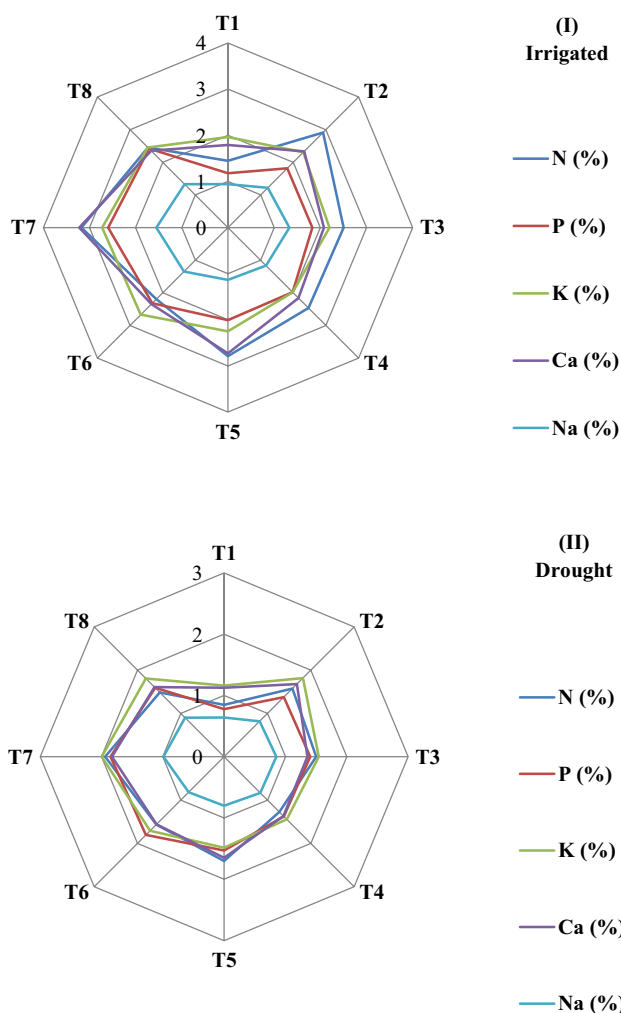 (I)
Irrigated
T1
T2
T3
T4
T5
T6
T7
T8
4
3
2
1
0
N (%)
P (%)
K (%)
Ca (%)
Na (%)
(II)
Drought
T1
T2
T3
T4
T5
T6
T7
T8
3
2
1
0
N (%)
P (%)
K (%)
Ca (%)
Na (%)